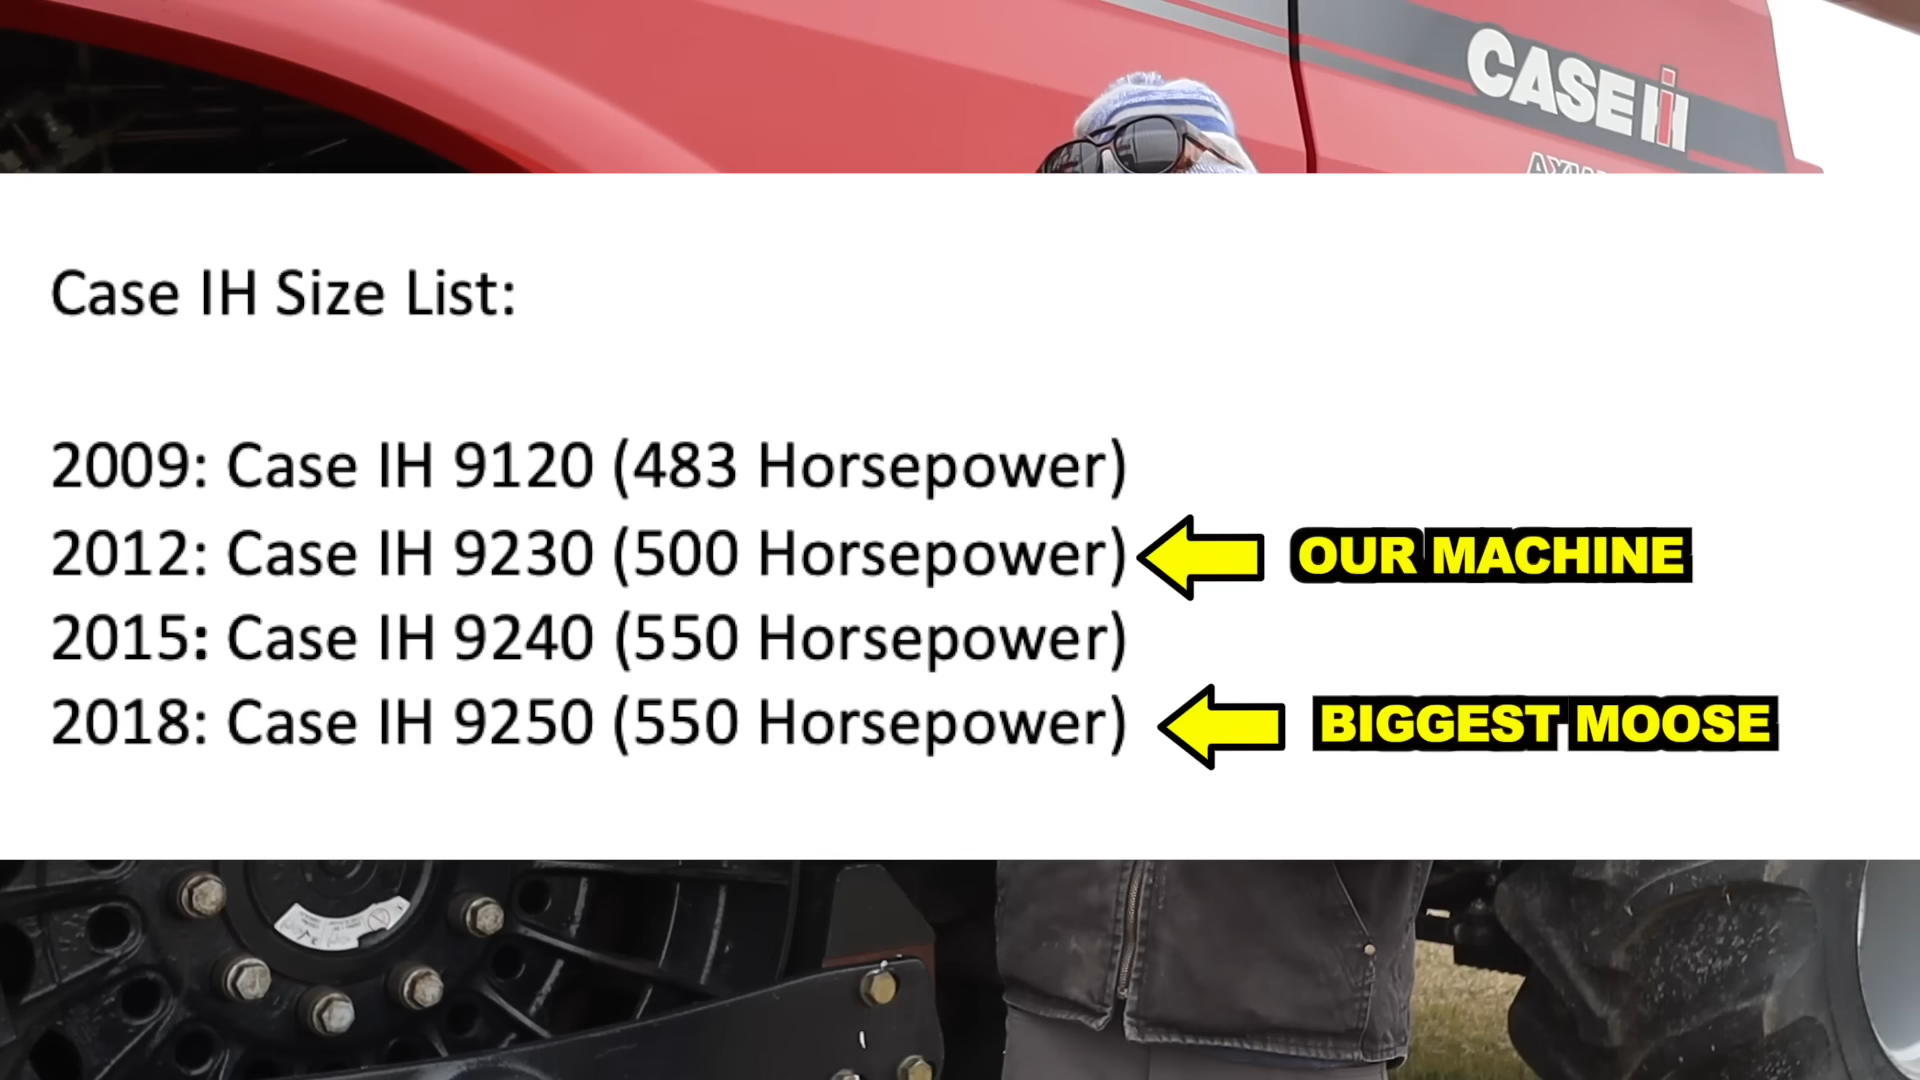 CASE IH
Case IH Size List:
2009: Case IH 9120 (483 Horsepower)
2012: Case IH 9230 (500 Horsepower) OUR MACHINE
2015: Case IH 9240 (550 Horsepower)
2018: Case IH 9250 (550 Horsepower) BIGGEST MOOSE